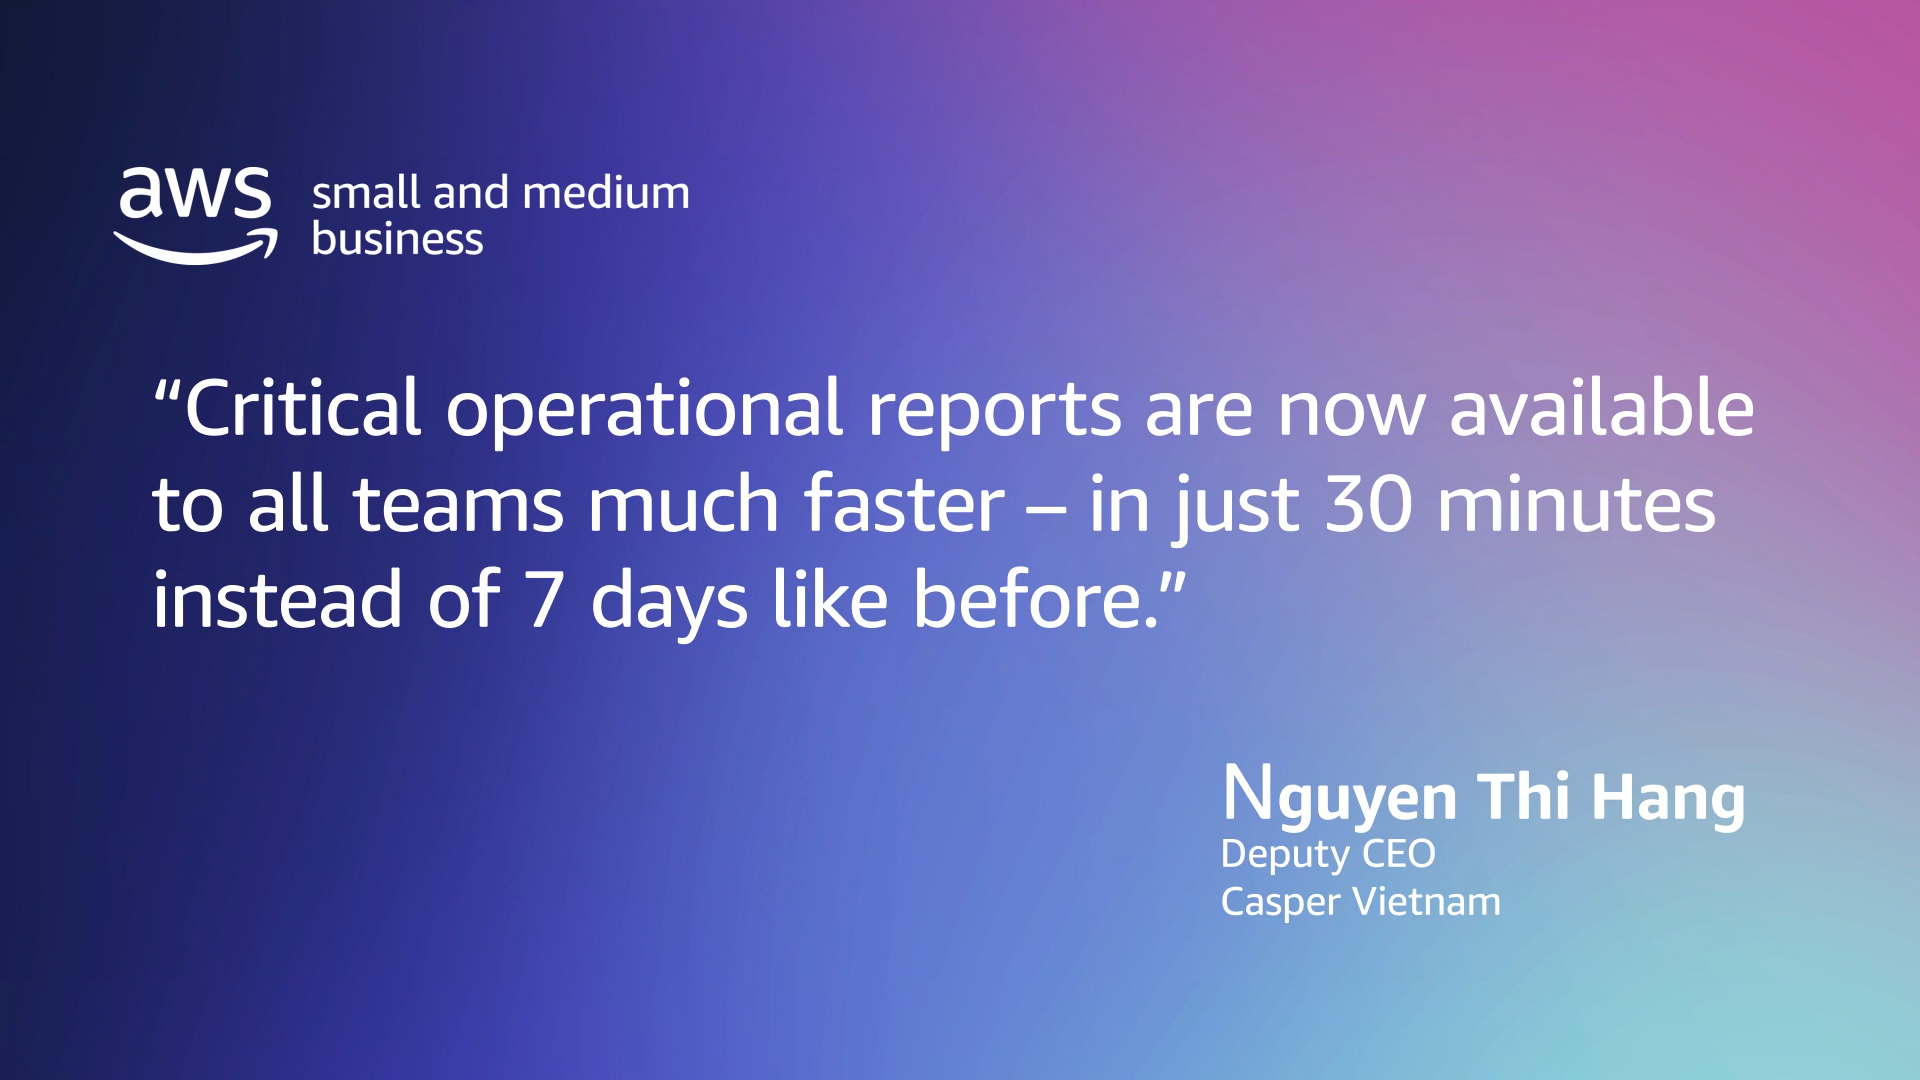 aws
small and medium
business
“Critical operational reports are now available
to all teams much faster – in just 30 minutes
instead of 7 days like before.”
Nguyen Thi Hang
Deputy CEO
Casper Vietnam